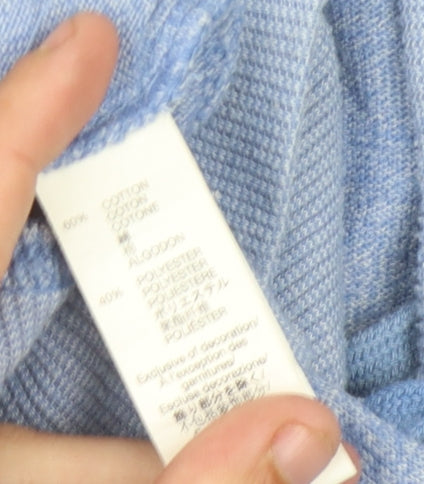 60% COTTON
COTON
COTONE
綿
棉
ALGODON
40% POLYESTER
POLYESTER
POLIESTERE
ポリエステル
聚酯纤维
POLIESTER
Exclusive of decoration/
A l'exception des
garnitures/
Escluse decorazione/
飾り部分を除く/